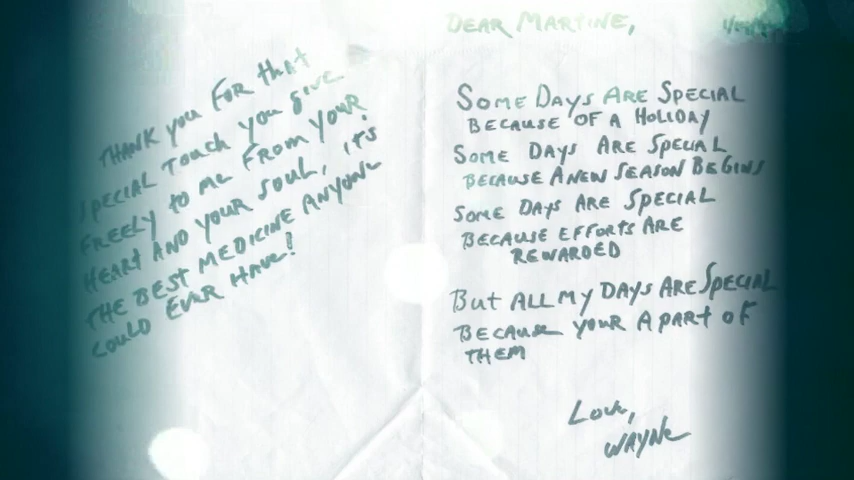 THANK YOU FOR that
SPECIAL TOUCH YOU give
FREELY to ME FROM YOUR
HEART AND YOUR SOUL, IT'S
THE BEST MEDICINE ANYONE
COULD EVER HAVE!
DEAR MARTINE,
SOME DAYS ARE SPECIAL
BECAUSE OF A HOLIDAY
SOME DAYS ARE SPECIAL
BECAUSE A NEW SEASON BEGINS
SOME DAYS ARE SPECIAL
BECAUSE EFFORTS ARE
REWARDED
BUT ALL MY DAYS ARE SPECIAL
BECAUSE YOUR A PART OF
THEM
Love,
WAYNE